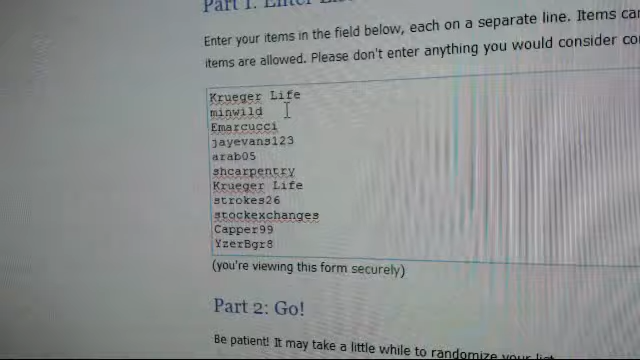 Part 1: Enter
Enter your items in the field below, each on a separate line. Items can
items are allowed. Please don't enter anything you would consider
Krueger Life
minwild
Emarcucci
jayevans123
arab05
shcarpentry
Krueger Life
strokes26
stockexchanges
Capper99
YzerBgr8
(you're viewing this form securely)
Part 2: Go!
Be patient! It may take a little while to randomize your list